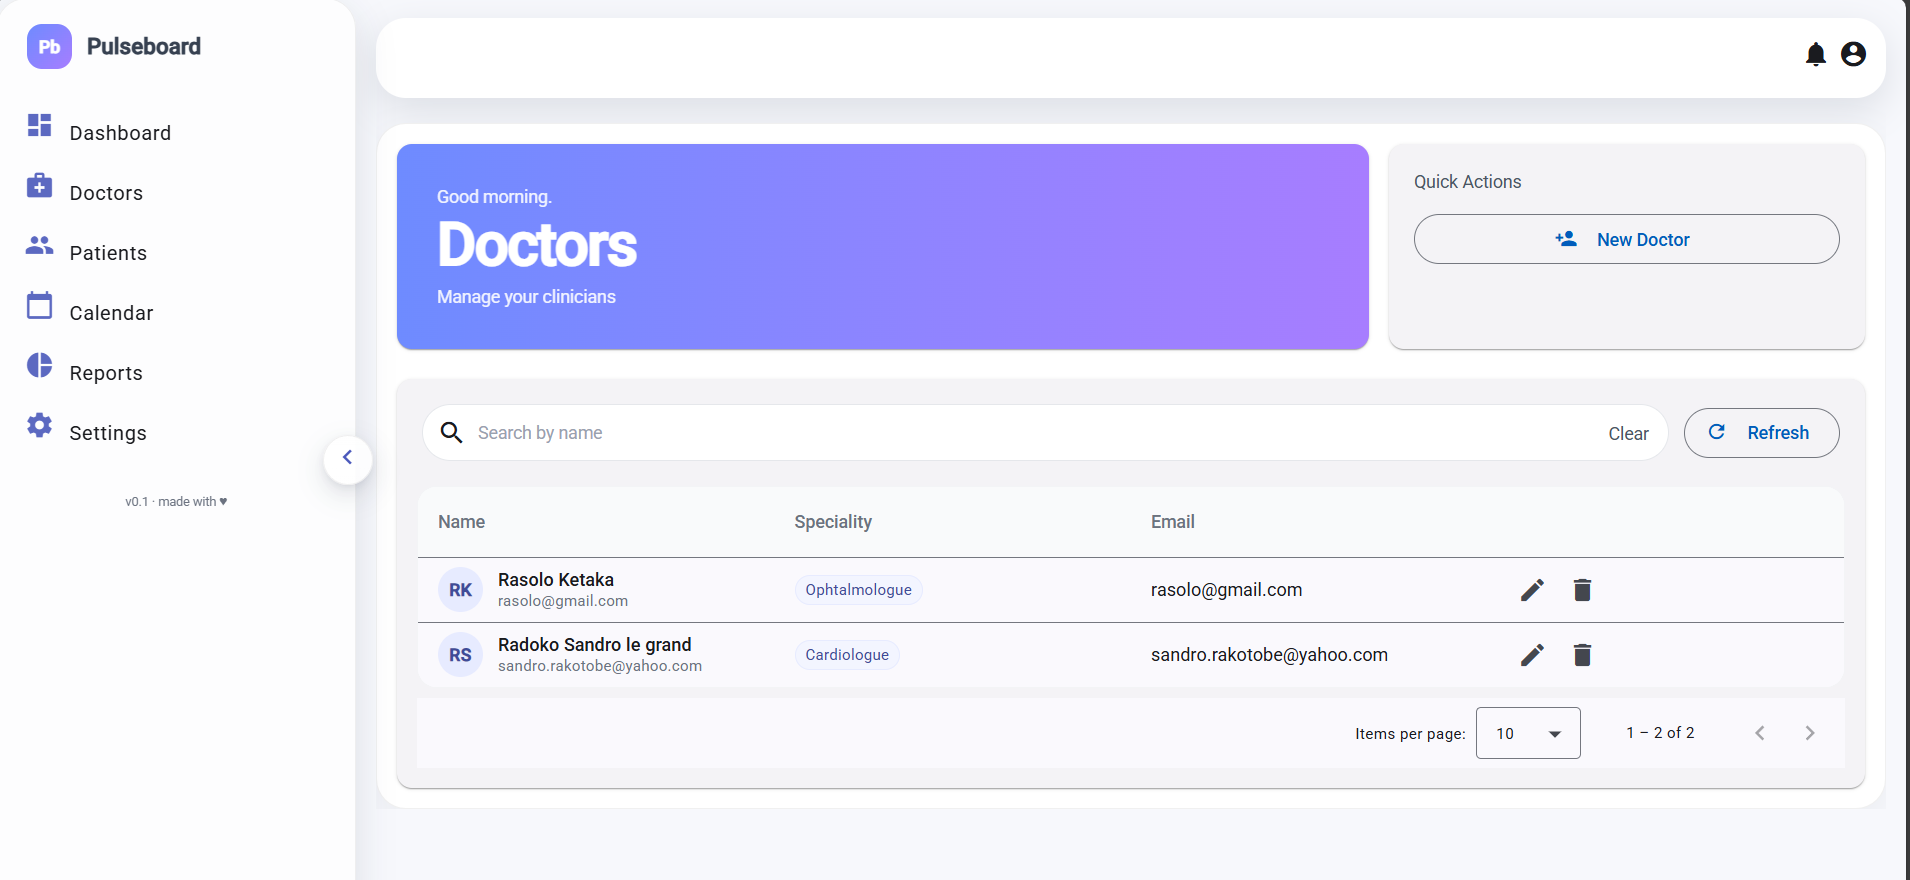 Pb Pulseboard
Dashboard
Doctors
Patients
Calendar
Reports
Settings
v0.1 · made with ♥
Good morning.
Doctors
Manage your clinicians
Quick Actions
New Doctor
Search by name Clear Refresh
Name Speciality Email
RK Rasolo Ketaka
rasolo@gmail.com
Ophtalmologue
rasolo@gmail.com
RS Radoko Sandro le grand
sandro.rakotobe@yahoo.com
Cardiologue
sandro.rakotobe@yahoo.com
Items per page: 10 1 – 2 of 2